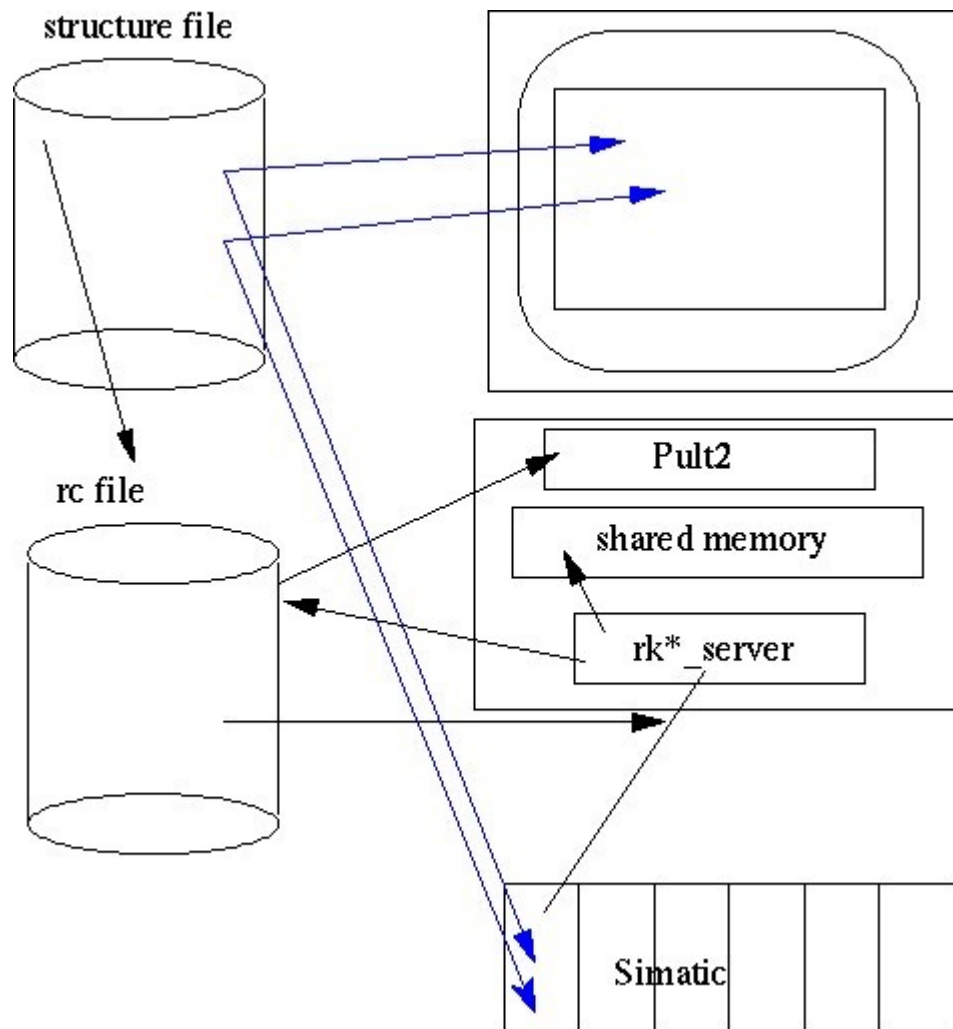 structure file
Pult2
rc file
shared memory
rk*_server
Simatic